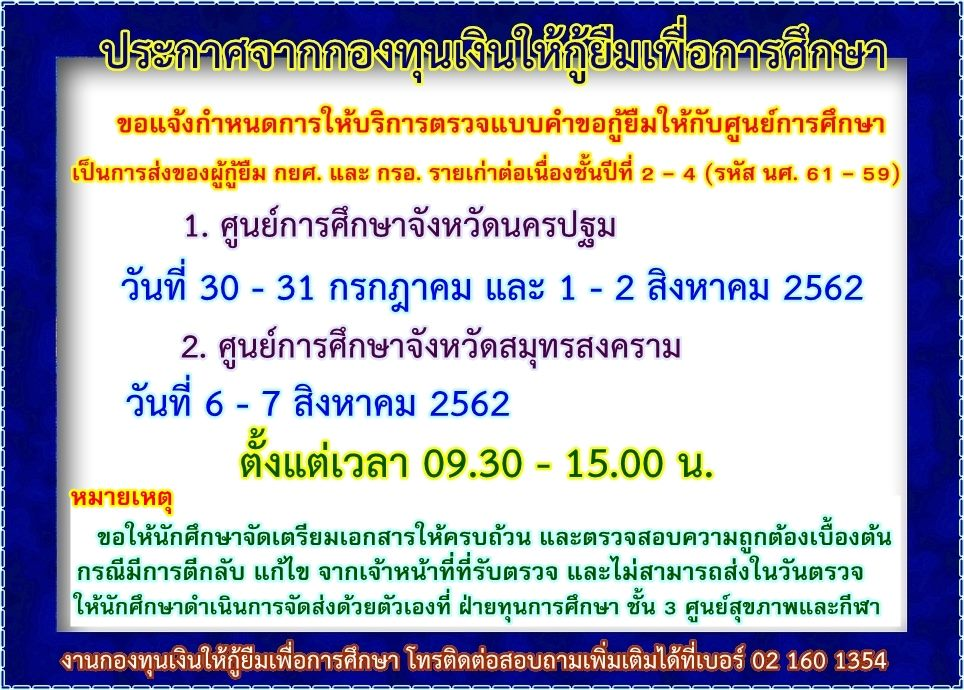 ประกาศจากกองทุนเงินให้กู้ยืมเพื่อการศึกษา
ขอแจ้งกำหนดการให้บริการตรวจแบบคำขอกู้ยืมให้กับศูนย์การศึกษา
เป็นการส่งของผู้กู้ยืม กยศ. และ กรอ. รายเก่าต่อเนื่องชั้นปีที่ 2 – 4 (รหัส นศ. 61 – 59)
1. ศูนย์การศึกษาจังหวัดนครปฐม
วันที่ 30 - 31 กรกฎาคม และ 1 - 2 สิงหาคม 2562
2. ศูนย์การศึกษาจังหวัดสมุทรสงคราม
วันที่ 6 - 7 สิงหาคม 2562
ตั้งแต่เวลา 09.30 - 15.00 น.
หมายเหตุ
ขอให้นักศึกษาจัดเตรียมเอกสารให้ครบถ้วน และตรวจสอบความถูกต้องเบื้องต้น
กรณีมีการตีกลับ แก้ไข จากเจ้าหน้าที่ที่รับตรวจ และไม่สามารถส่งในวันตรวจ
ให้นักศึกษาดำเนินการจัดส่งด้วยตัวเองที่ ฝ่ายทุนการศึกษา ชั้น 3 ศูนย์สุขภาพและกีฬา
งานกองทุนเงินให้กู้ยืมเพื่อการศึกษา โทรติดต่อสอบถามเพิ่มเติมได้ที่เบอร์ 02 160 1354